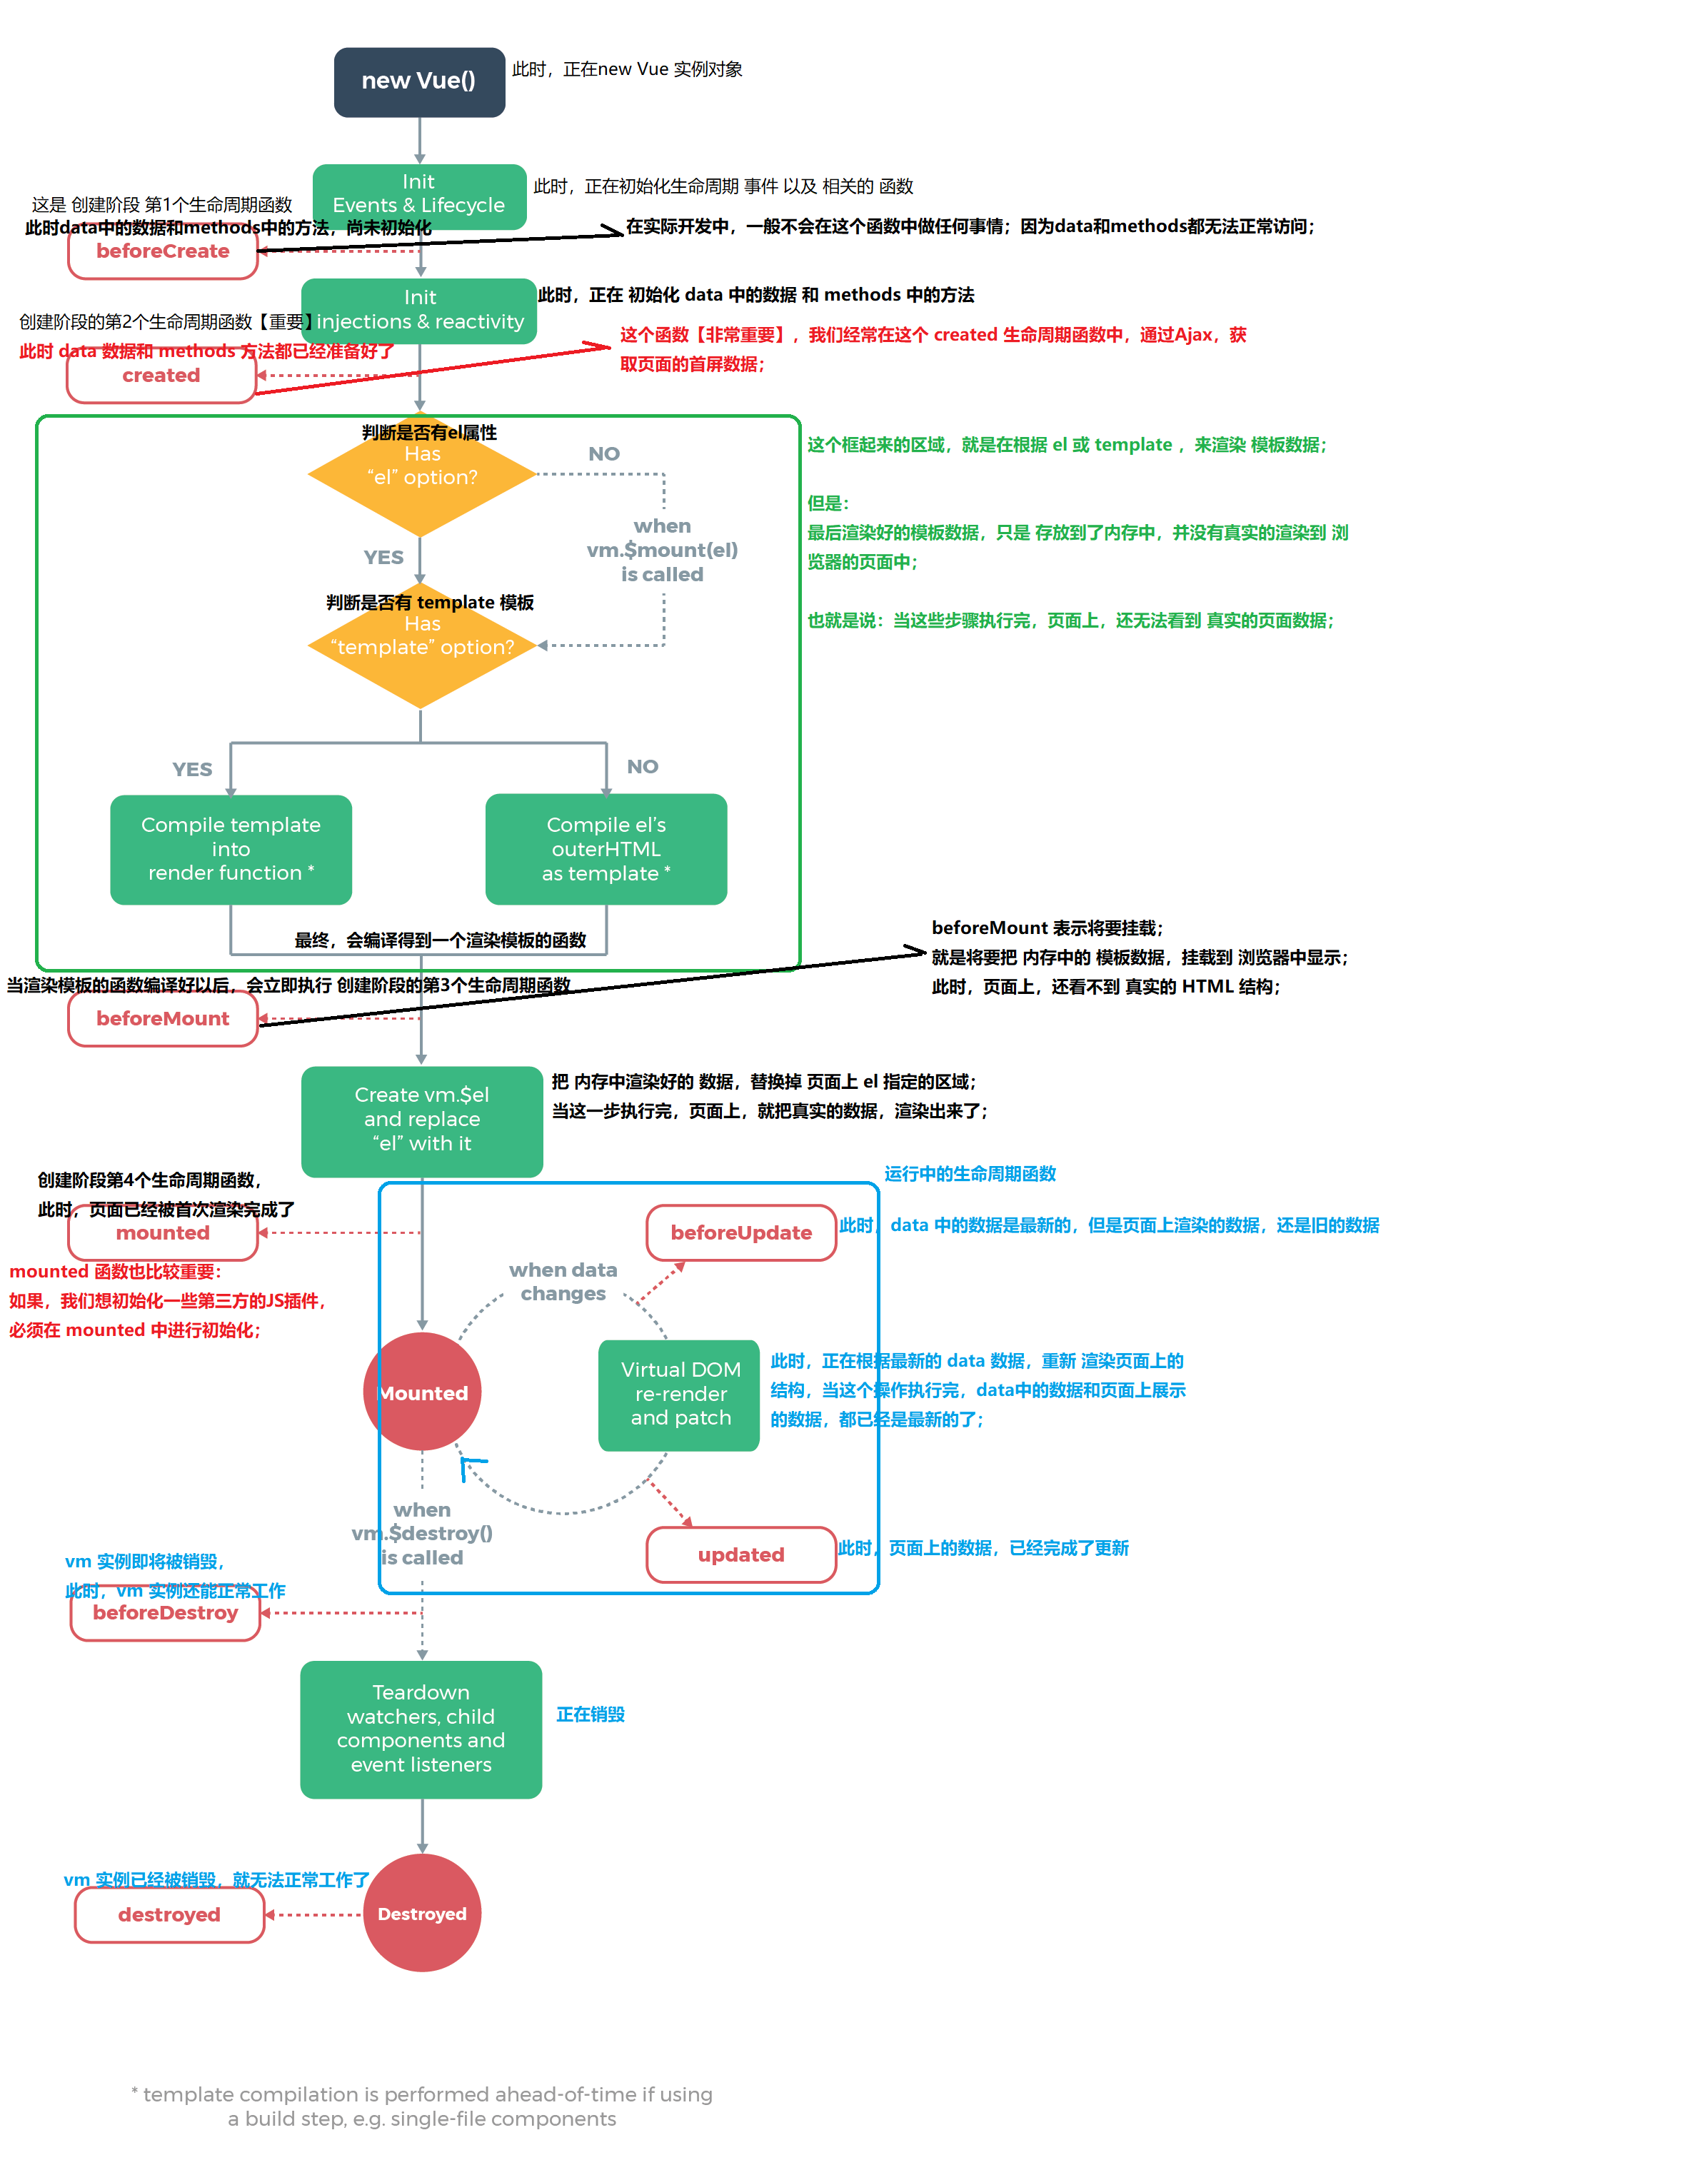 new Vue()
此时，正在new Vue 实例对象
Init
Events & Lifecycle
此时，正在初始化生命周期 事件 以及 相关的 函数
这是 创建阶段 第1个生命周期函数
此时data中的数据和methods中的方法，尚未初始化
beforeCreate
在实际开发中，一般不会在这个函数中做任何事情；因为data和methods都无法正常访问；
Init
injections & reactivity
此时，正在 初始化 data 中的数据 和 methods 中的方法
创建阶段的第2个生命周期函数【重要】
此时 data 数据和 methods 方法都已经准备好了
created
这个函数【非常重要】，我们经常在这个 created 生命周期函数中，通过Ajax，获
取页面的首屏数据；
判断是否有el属性
Has
“el” option?
NO
这个框起来的区域，就是在根据 el 或 template ，来渲染 模板数据；
但是：
最后渲染好的模板数据，只是 存放到了内存中，并没有真实的渲染到 浏
览器的页面中；
也就是说：当这些步骤执行完，页面上，还无法看到 真实的页面数据；
when
vm.$mount(el)
is called
YES
判断是否有 template 模板
Has
“template” option?
YES
NO
Compile template
into
render function *
Compile el’s
outerHTML
as template *
最终，会编译得到一个渲染模板的函数
当渲染模板的函数编译好以后，会立即执行 创建阶段的第3个生命周期函数
beforeMount
beforeMount 表示将要挂载；
就是将要把 内存中的 模板数据，挂载到 浏览器中显示；
此时，页面上，还看不到 真实的 HTML 结构；
Create vm.$el
and replace
“el” with it
把 内存中渲染好的 数据，替换掉 页面上 el 指定的区域；
当这一步执行完，页面上，就把真实的数据，渲染出来了；
创建阶段第4个生命周期函数，
此时，页面已经被首次渲染完成了
mounted
mounted 函数也比较重要：
如果，我们想初始化一些第三方的JS插件，
必须在 mounted 中进行初始化；
运行中的生命周期函数
beforeUpdate
此时，data 中的数据是最新的，但是页面上渲染的数据，还是旧的数据
when data
changes
Mounted
Virtual DOM
re-render
and patch
此时，正在根据最新的 data 数据，重新 渲染页面上的
结构，当这个操作执行完，data中的数据和页面上展示
的数据，都已经是最新的了；
when
vm.$destroy()
is called
updated
此时，页面上的数据，已经完成了更新
vm 实例即将被销毁，
此时，vm 实例还能正常工作
beforeDestroy
Teardown
watchers, child
components and
event listeners
正在销毁
vm 实例已经被销毁，就无法正常工作了
destroyed
Destroyed
* template compilation is performed ahead-of-time if using
a build step, e.g. single-file components